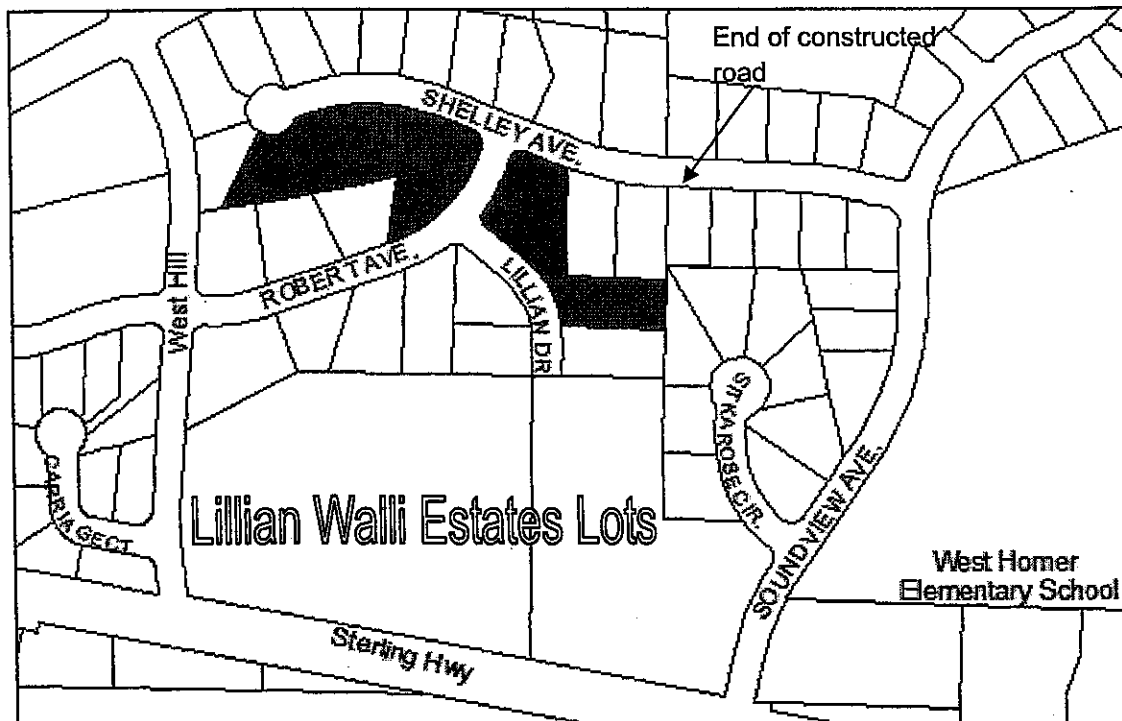 End of constructed
road
SHELLEY AVE.
West Hill
ROBERT AVE.
LILLIAN DR
SITKA ROSE CIR.
CARRIAGE CT
Lillian Walli Estates Lots
SOUNDVIEW AVE.
West Homer
Elementary School
Sterling Hwy